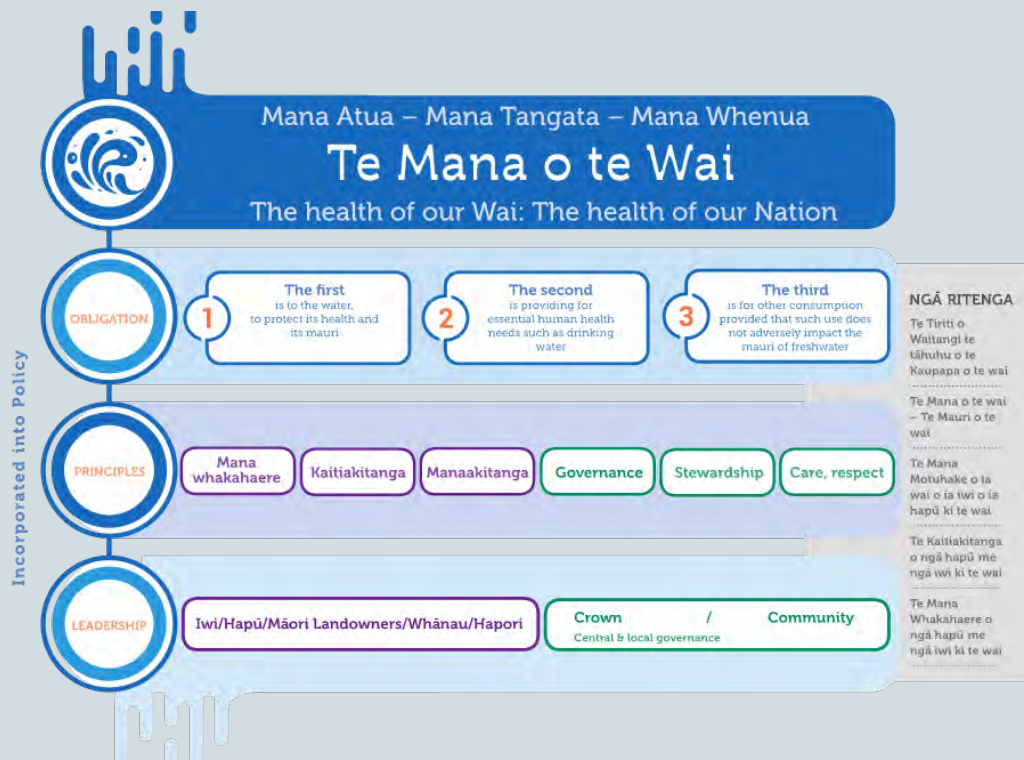 Mana Atua – Mana Tangata – Mana Whenua
Te Mana o te Wai
The health of our Wai: The health of our Nation
Incorporated into Policy
OBLIGATION
1
The first
is to the water,
to protect its health and
its mauri
2
The second
is providing for
essential human health
needs such as drinking
water
3
The third
is for other consumption
provided that such use does
not adversely impact the
mauri of freshwater
PRINCIPLES
Mana
whakahaere
Kaitiakitanga
Manaakitanga
Governance
Stewardship
Care, respect
LEADERSHIP
Iwi/Hapū/Māori Landowners/Whānau/Hapori
Crown / Community
Central & local governance
NGĀ RITENGA
Te Tiriti o
Waitangi te
tāhuhu o te
Kaupapa o te wai
Te Mana o te wai
– Te Mauri o te
wai
Te Mana
Motuhake o ia
wai o ia iwi o ia
hapū ki te wai
Te Kaitiakitanga
o ngā hapū me
ngā iwi ki te wai
Te Mana
Whakahaere o
ngā hapū me
ngā iwi ki te wai